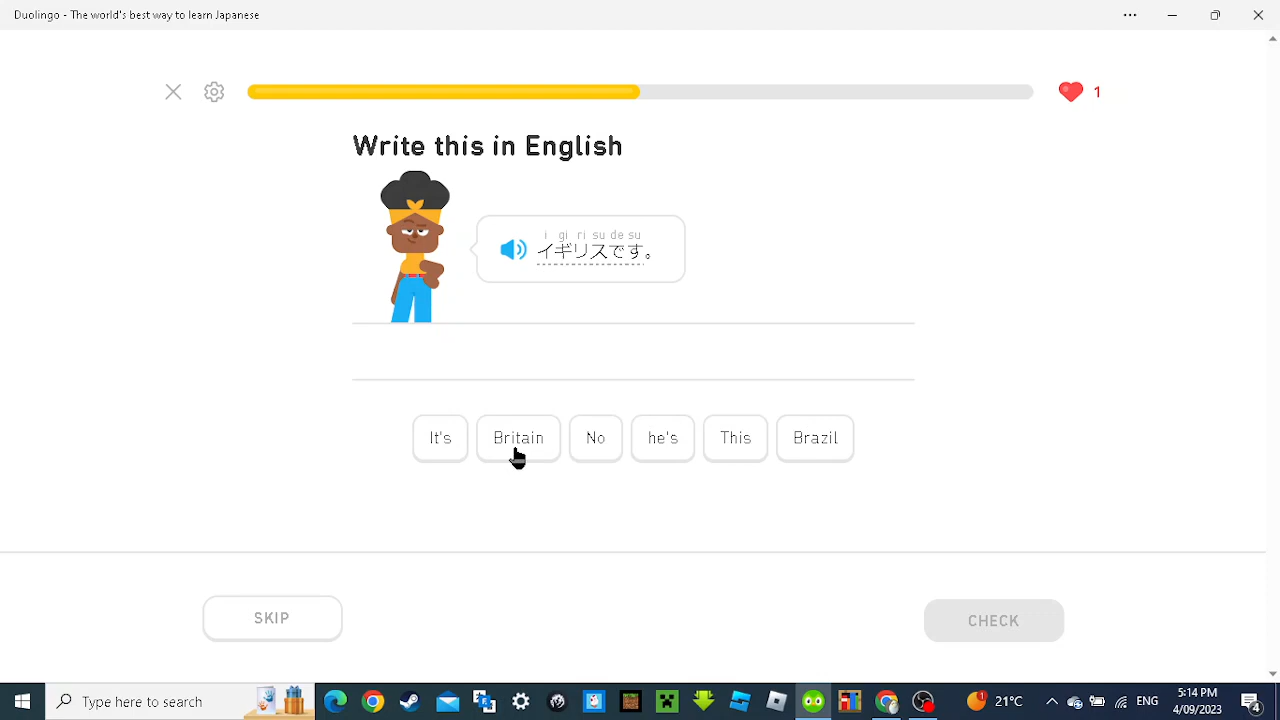 Duolingo - The world's best way to learn Japanese
1
Write this in English
i gi ri su de su
イギリスです。
It's Britain No he's This Brazil
SKIP CHECK
Type here to search
1 21°C ENG 5:14 PM 4/09/2023 4